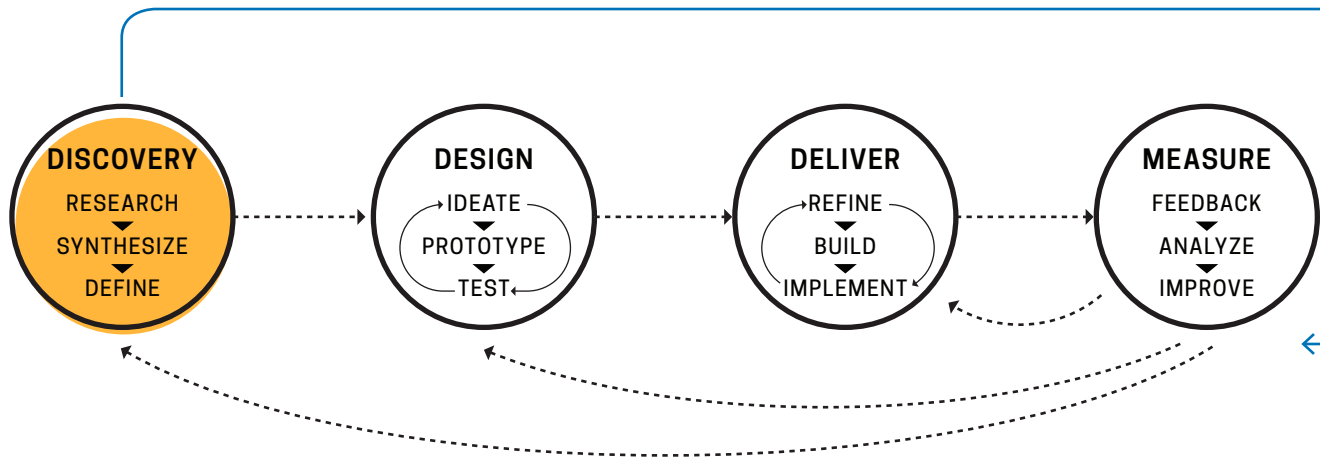 DISCOVERY
RESEARCH
SYNTHESIZE
DEFINE
DESIGN
IDEATE
PROTOTYPE
TEST
DELIVER
REFINE
BUILD
IMPLEMENT
MEASURE
FEEDBACK
ANALYZE
IMPROVE